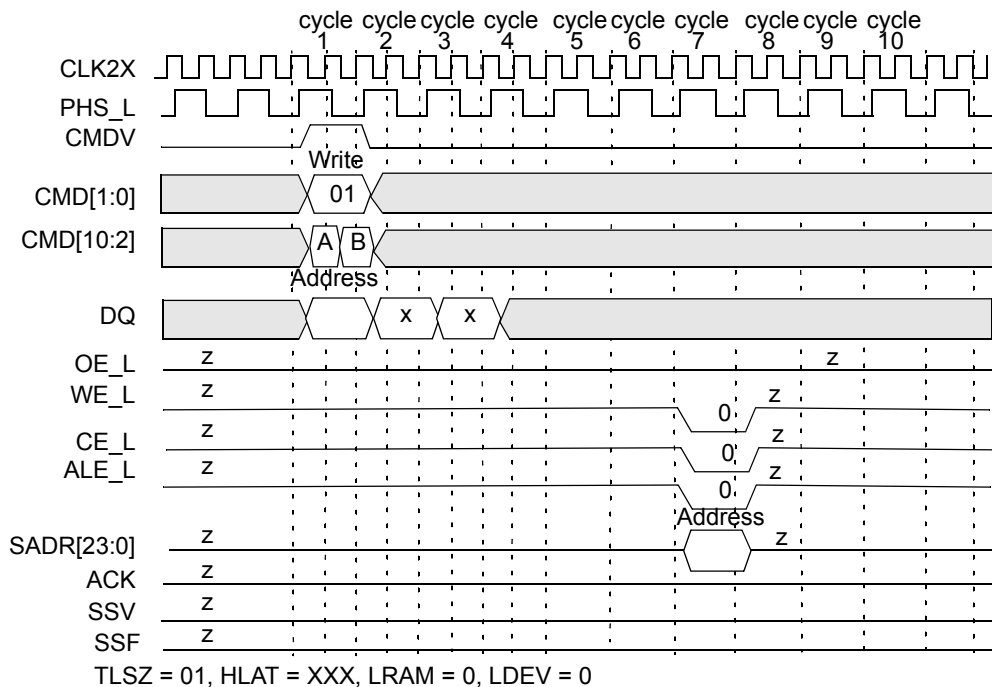 cycle cycle cycle cycle cycle cycle cycle cycle cycle cycle
1 2 3 4 5 6 7 8 9 10
CLK2X
PHS_L
CMDV
Write
CMD[1:0] 01
CMD[10:2] A B
Address
DQ x x
OE_L z z
WE_L z 0 z
CE_L z 0 z
ALE_L z 0 z
Address
SADR[23:0] z z
ACK z
SSV z
SSF z
TLSZ = 01, HLAT = XXX, LRAM = 0, LDEV = 0